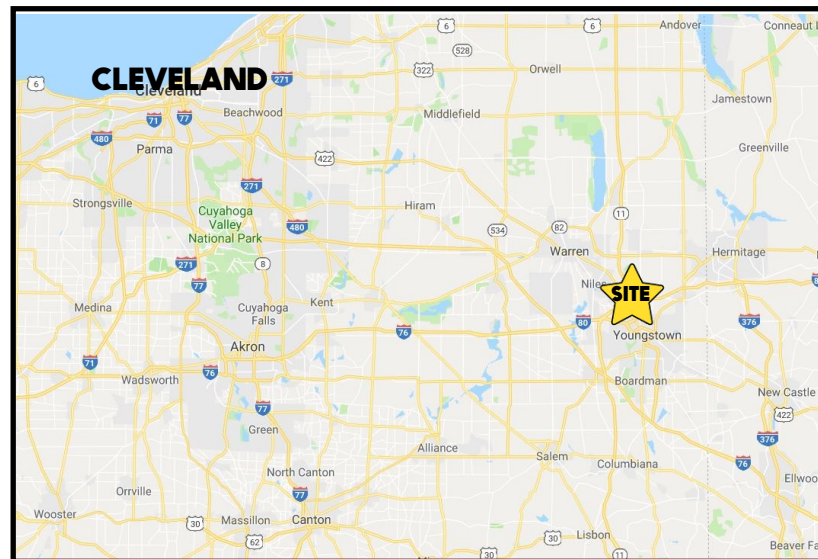 6
6
Andover
Conneaut L
528
322
Orwell
CLEVELAND
Cleveland
271
6
Jamestown
Beachwood
Middlefield
71
77
480
Parma
422
Greenville
271
Strongsville
Hiram
Cuyahoga
Valley
National Park
480
11
534
82
Warren
Hermitage
271
8
77
Niles
SITE
Medina
Cuyahoga
Falls
Kent
76
80
376
Youngstown
Akron
71
76
Wadsworth
Boardman
New Castle
77
422
Green
376
Alliance
Salem
Columbiana
76
North Canton
Ellwoo
Orrville
77
Wooster
30
Massillon
Canton
62
30
30
Lisbon
11
Beaver Fa